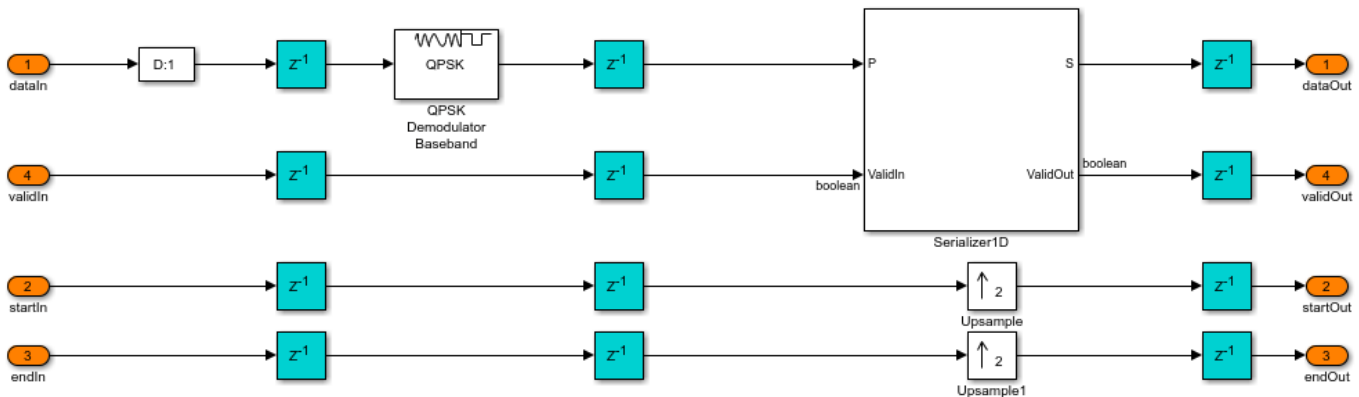 1
dataIn
D:1
z-1
QPSK
QPSK
Demodulator
Baseband
z-1
P
S
z-1
1
dataOut
4
validIn
z-1
z-1
boolean
ValidIn
ValidOut
boolean
z-1
4
validOut
Serializer1D
2
startIn
z-1
z-1
2
Upsample
z-1
2
startOut
3
endIn
z-1
z-1
2
Upsample1
z-1
3
endOut